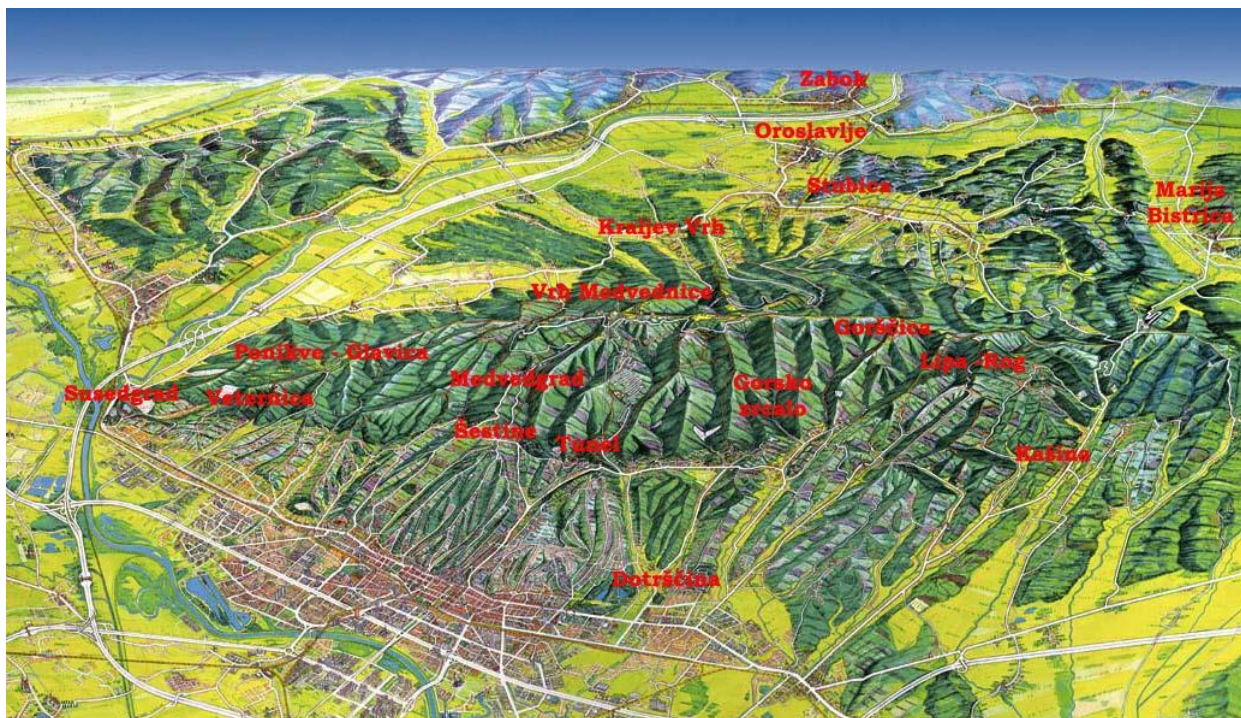 Zabok
Oroslavlje
Stubica
Marija
Bistrica
Kraljev Vrh
Vrh Medvednice
Gorščica
Ponikve - Glavica
Lipa -Rog
Medvedgrad
Gorsko
zrcalo
Susedgrad
Veternica
Šestine
Tunel
Kašina
Dotrščina